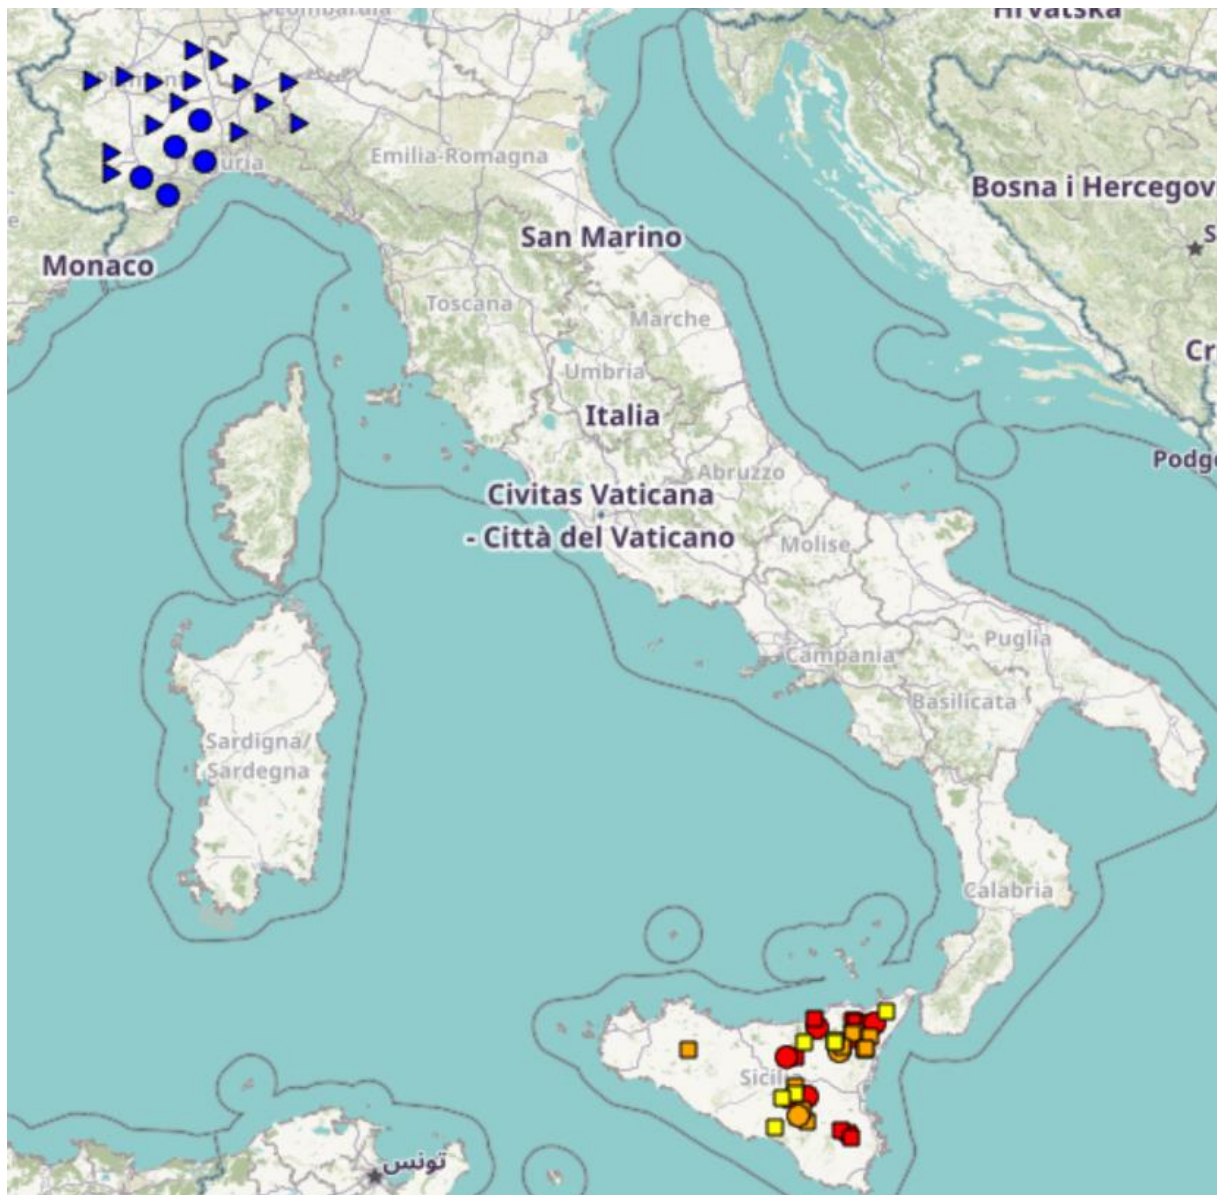 Hrvatska
Emilia-Romagna
Bosna i Hercegov
San Marino
S
Monaco
Toscana
Marche
Cr
Umbria
Italia
Abruzzo
Podgo
Civitas Vaticana
- Città del Vaticano
Molise
Puglia
Campania
Basilicata
Sardigna/
Sardegna
Calabria
Sicilia
تونس